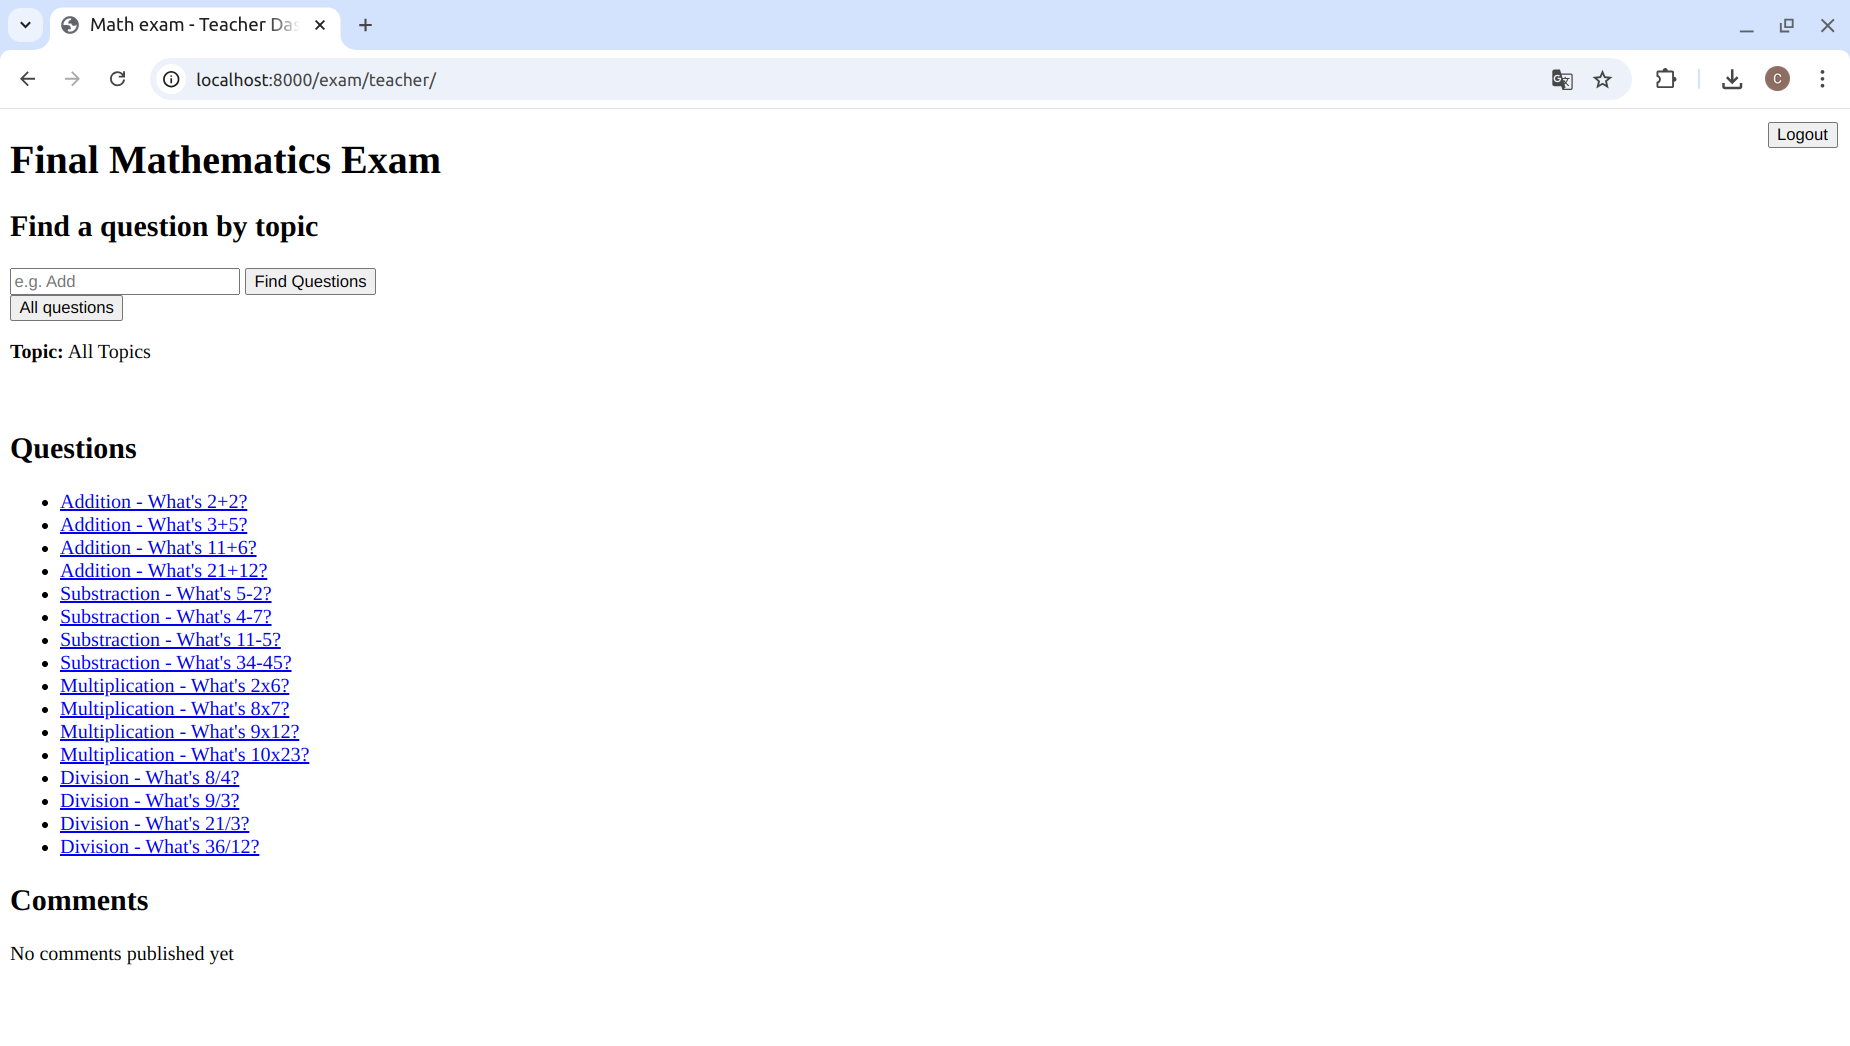 Math exam - Teacher Das
localhost:8000/exam/teacher/
C
Logout
Final Mathematics Exam
Find a question by topic
e.g. Add
Find Questions
All questions
Topic: All Topics
Questions
Addition - What's 2+2?
Addition - What's 3+5?
Addition - What's 11+6?
Addition - What's 21+12?
Substraction - What's 5-2?
Substraction - What's 4-7?
Substraction - What's 11-5?
Substraction - What's 34-45?
Multiplication - What's 2x6?
Multiplication - What's 8x7?
Multiplication - What's 9x12?
Multiplication - What's 10x23?
Division - What's 8/4?
Division - What's 9/3?
Division - What's 21/3?
Division - What's 36/12?
Comments
No comments published yet